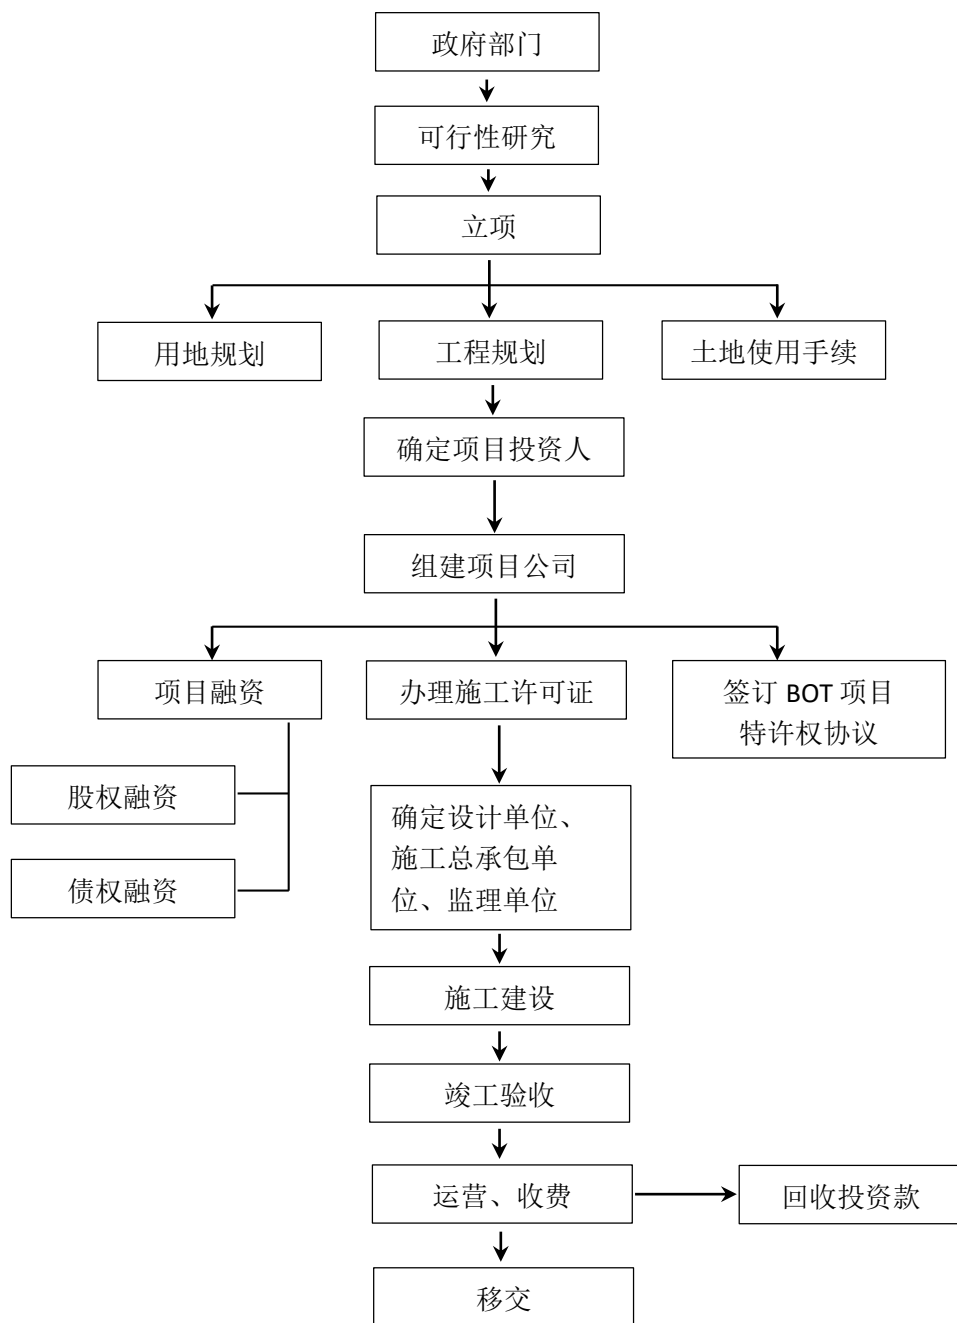 政府部门
可行性研究
立项
用地规划
工程规划
土地使用手续
确定项目投资人
组建项目公司
项目融资
办理施工许可证
签订 BOT 项目
特许权协议
股权融资
债权融资
确定设计单位、
施工总承包单
位、监理单位
施工建设
竣工验收
运营、收费
回收投资款
移交